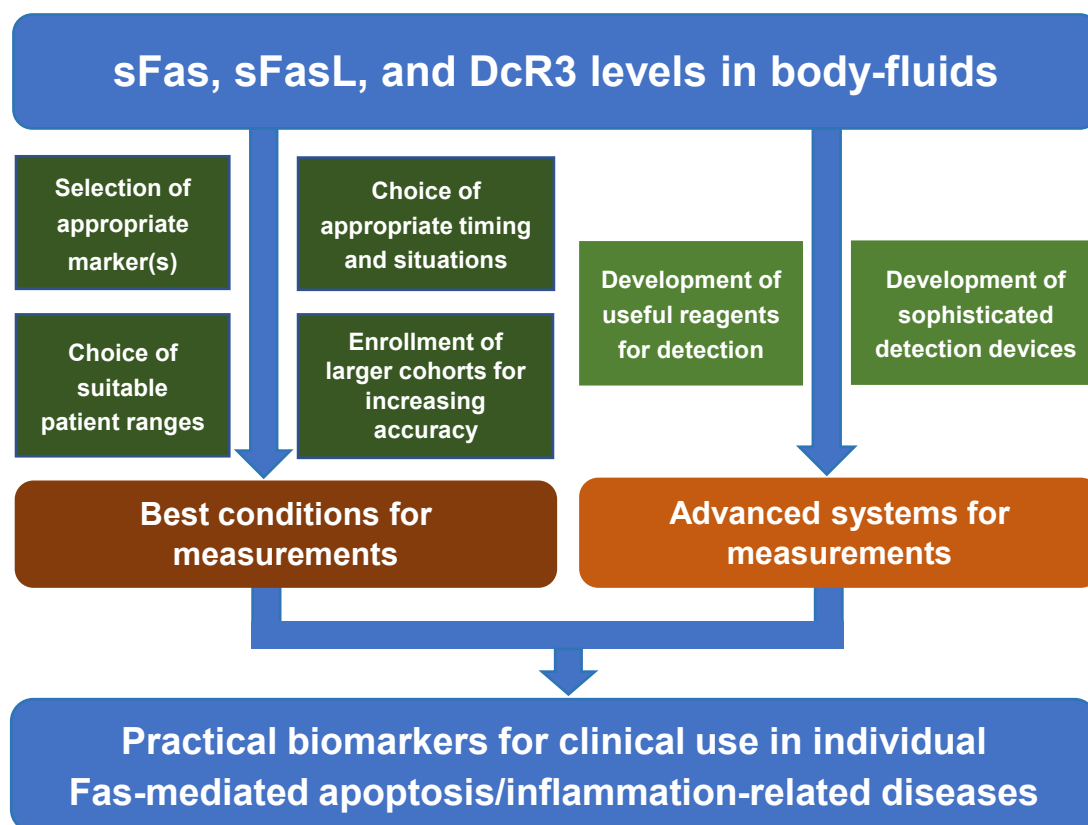 sFas, sFasL, and DcR3 levels in body-fluids
Selection of
appropriate
marker(s)
Choice of
appropriate timing
and situations
Choice of
suitable
patient ranges
Enrollment of
larger cohorts for
increasing
accuracy
Development of
useful reagents
for detection
Development of
sophisticated
detection devices
Best conditions for
measurements
Advanced systems for
measurements
Practical biomarkers for clinical use in individual
Fas-mediated apoptosis/inflammation-related diseases